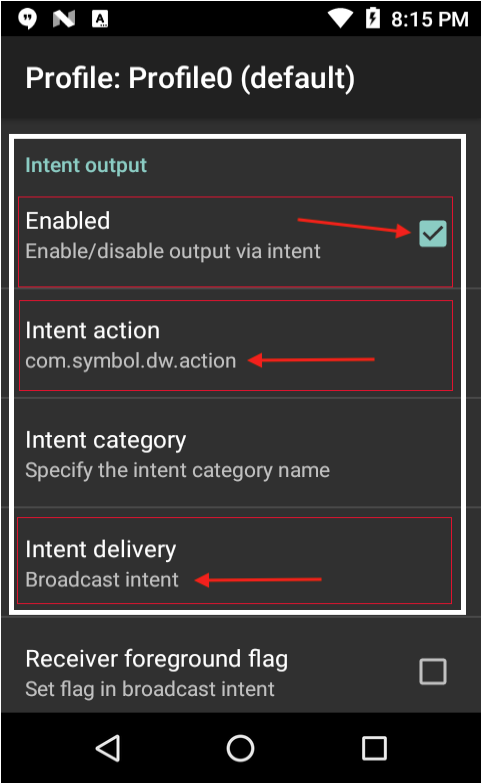 8:15 PM
Profile: Profile0 (default)
Intent output
Enabled
Enable/disable output via intent
Intent action
com.symbol.dw.action
Intent category
Specify the intent category name
Intent delivery
Broadcast intent
Receiver foreground flag
Set flag in broadcast intent